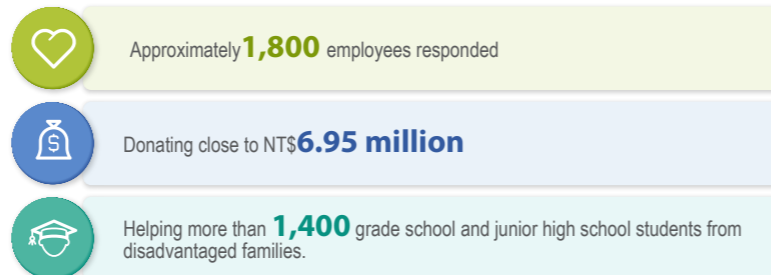 Approximately 1,800 employees responded
$
Donating close to NT$6.95 million
Helping more than 1,400 grade school and junior high school students from
disadvantaged families.